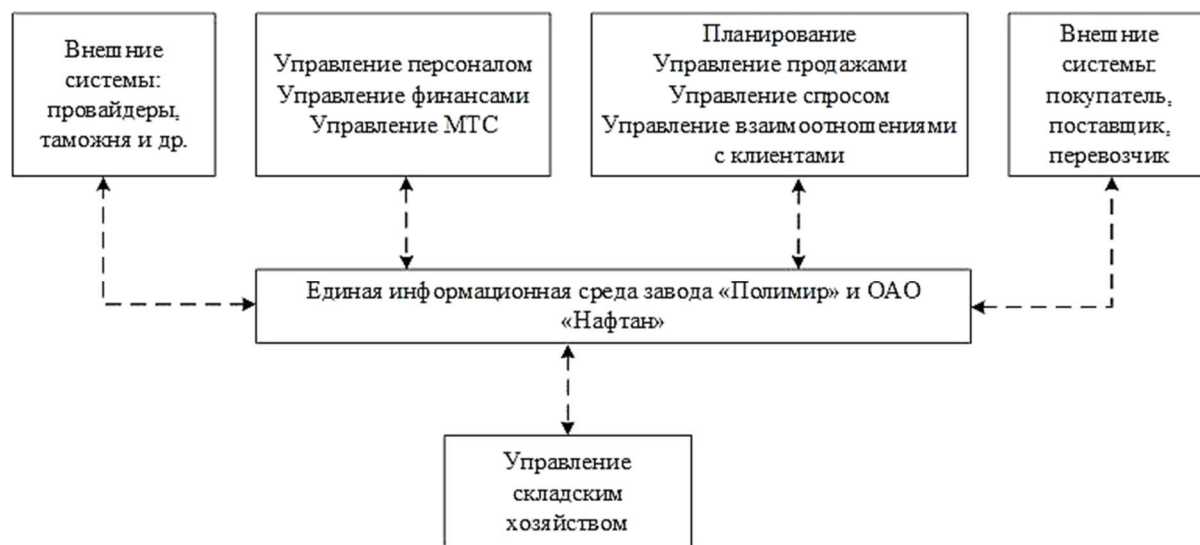 Внешние
системы:
провайдеры,
таможня и др.
Управление персоналом
Управление финансами
Управление МТС
Планирование
Управление продажами
Управление спросом
Управление взаимоотношениями
с клиентами
Внешние
системы:
покупатель,
поставщик,
перевозчик
Единая информационная среда завода «Полимир» и ОАО
«Нафтан»
Управление
складским
хозяйством